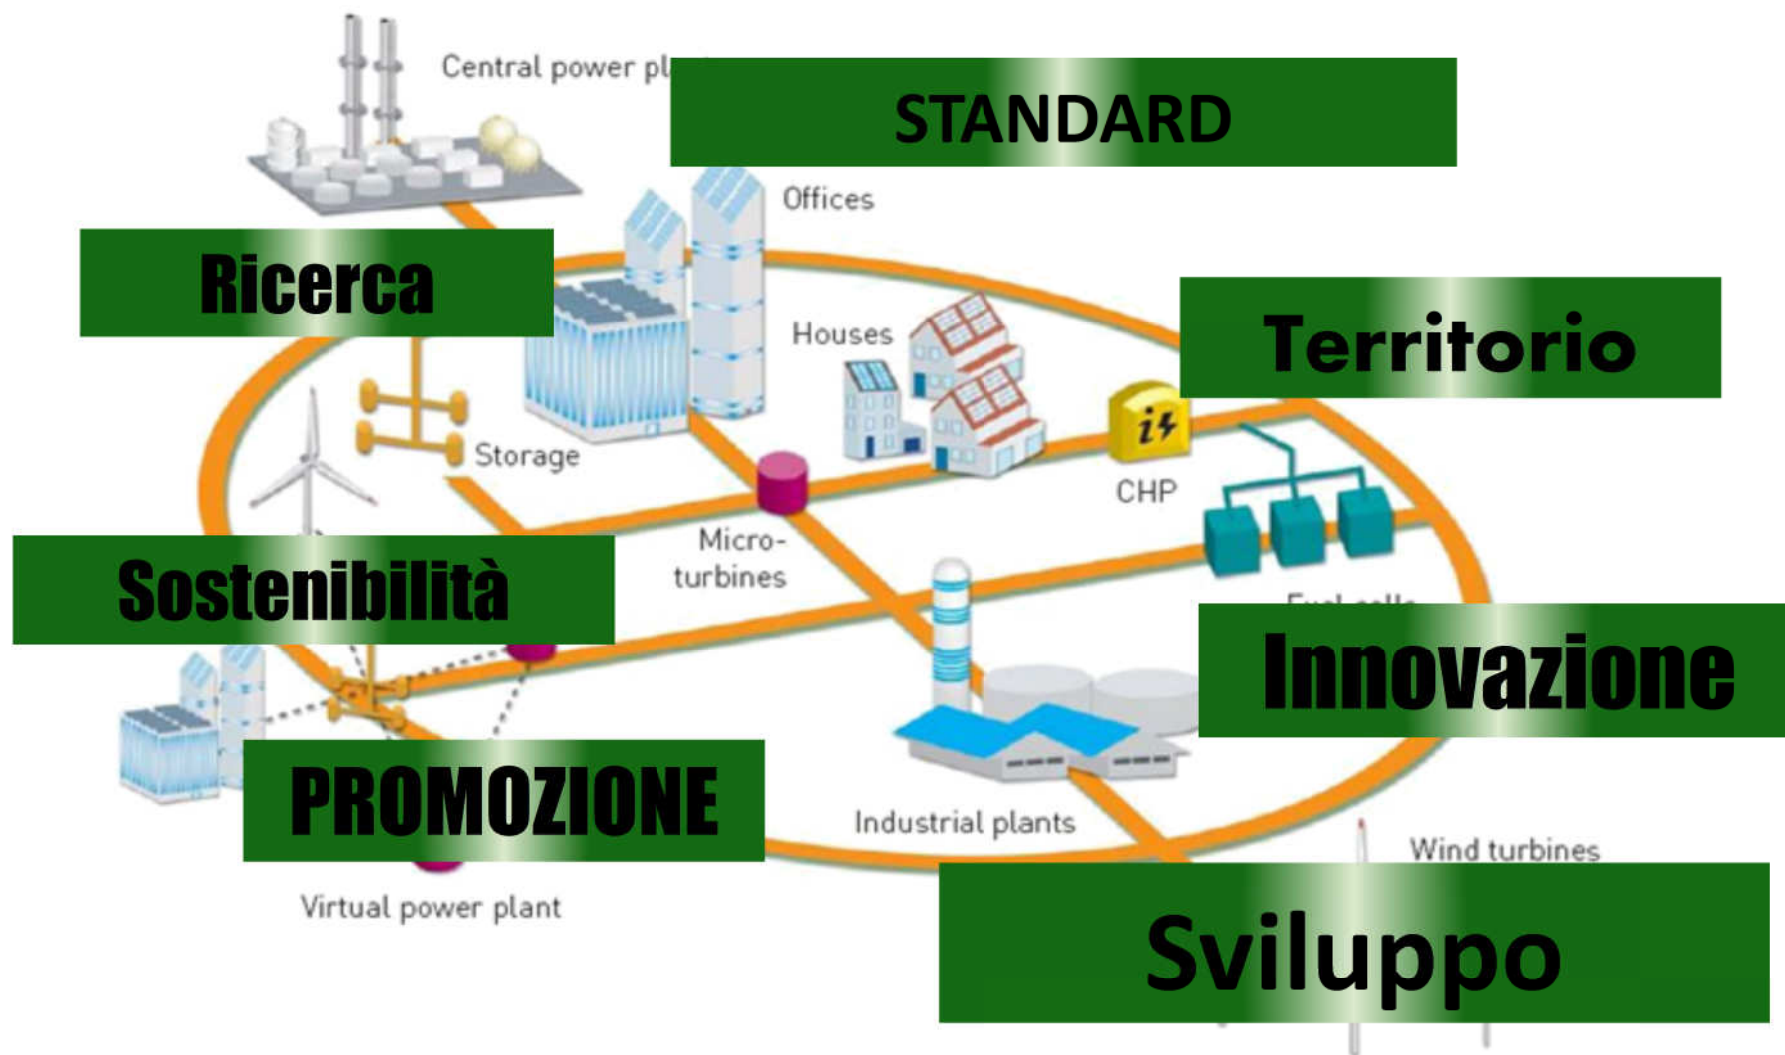 Central power
STANDARD
Offices
Ricerca
Houses
Territorio
Storage
CHP
Micro-
turbines
Sostenibilità
Innovazione
PROMOZIONE
Industrial plants
Wind turbines
Virtual power plant
Sviluppo